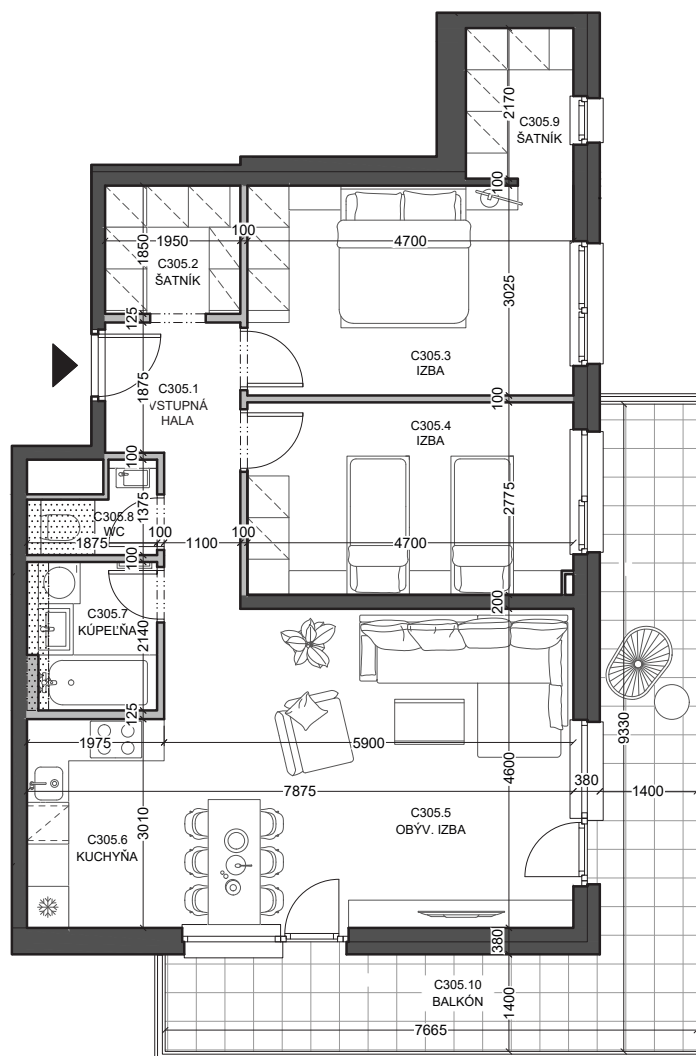 2170
C305.9
ŠATNÍK
100
1850
1950
100
4700
C305.2
ŠATNÍK
3025
125
C305.3
IZBA
1875
C305.1
VSTUPNÁ
HALA
100
C305.4
IZBA
100
1375
C305.8
WC
2775
1875
100
1100
100
4700
100
C305.7
KÚPEĽŇA
2140
200
125
1975
5900
4600
9330
7875
380
1400
3010
C305.6
KUCHYŇA
C305.5
OBÝV. IZBA
380
C305.10
BALKÓN
1400
7665